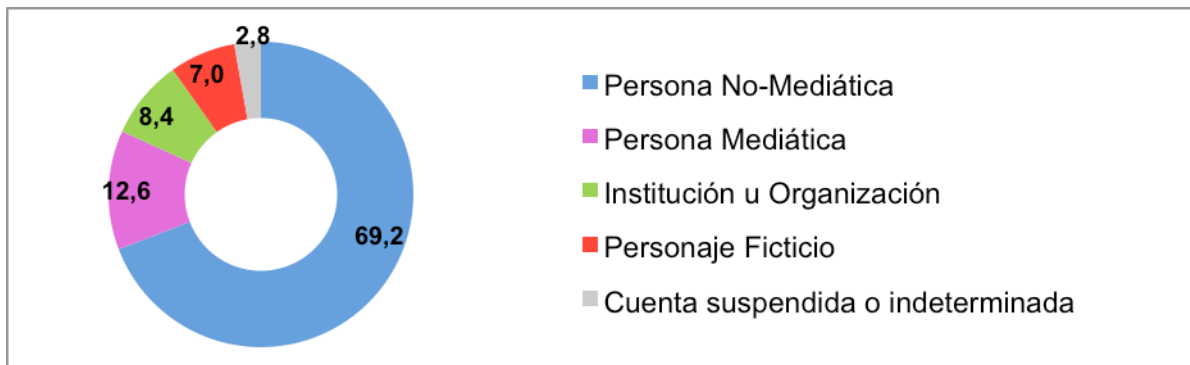 2,8
7,0
8,4
12,6
69,2
Persona No-Mediática
Persona Mediática
Institución u Organización
Personaje Ficticio
Cuenta suspendida o indeterminada